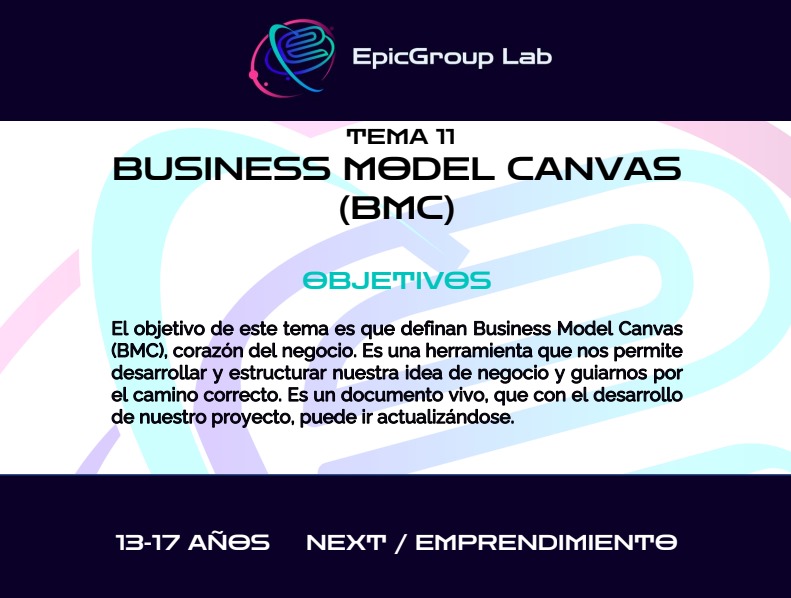 EpicGroup Lab
TEMA 11
BUSINESS MODEL CANVAS
(BMC)
OBJETIVOS
El objetivo de este tema es que definan Business Model Canvas
(BMC), corazón del negocio. Es una herramienta que nos permite
desarrollar y estructurar nuestra idea de negocio y guiarnos por
el camino correcto. Es un documento vivo, que con el desarrollo
de nuestro proyecto, puede ir actualizándose.
13-17 AÑOS NEXT / EMPRENDIMIENTO